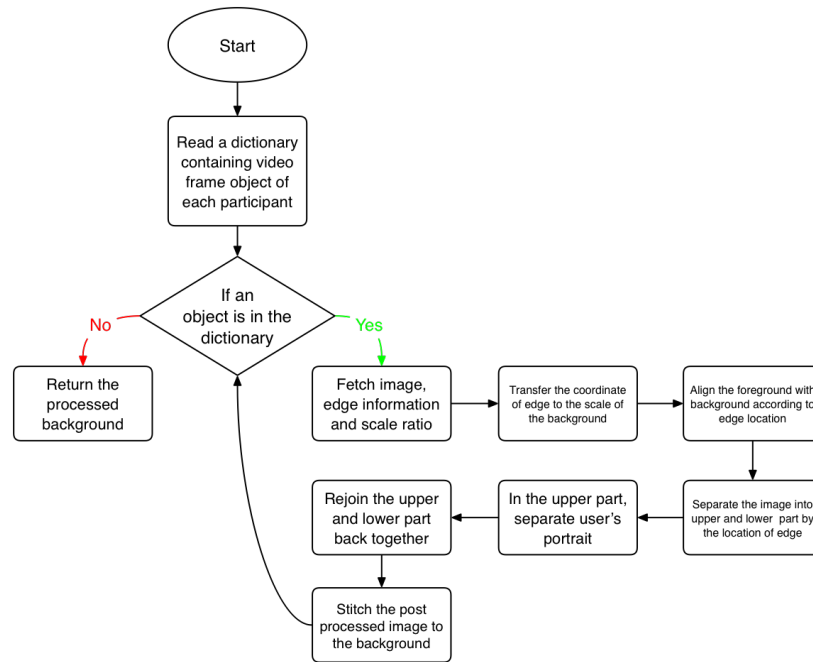 Start
Read a dictionary
containing video
frame object of
each participant
If an
object is in the
dictionary
No
Yes
Return the
processed
background
Fetch image,
edge information
and scale ratio
Transfer the coordinate
of edge to the scale of
the background
Align the foreground with
background according to
edge location
Rejoin the upper
and lower part
back together
In the upper part,
separate user's
portrait
Separate the image into
upper and lower part by
the location of edge
Stitch the post
processed image to
the background